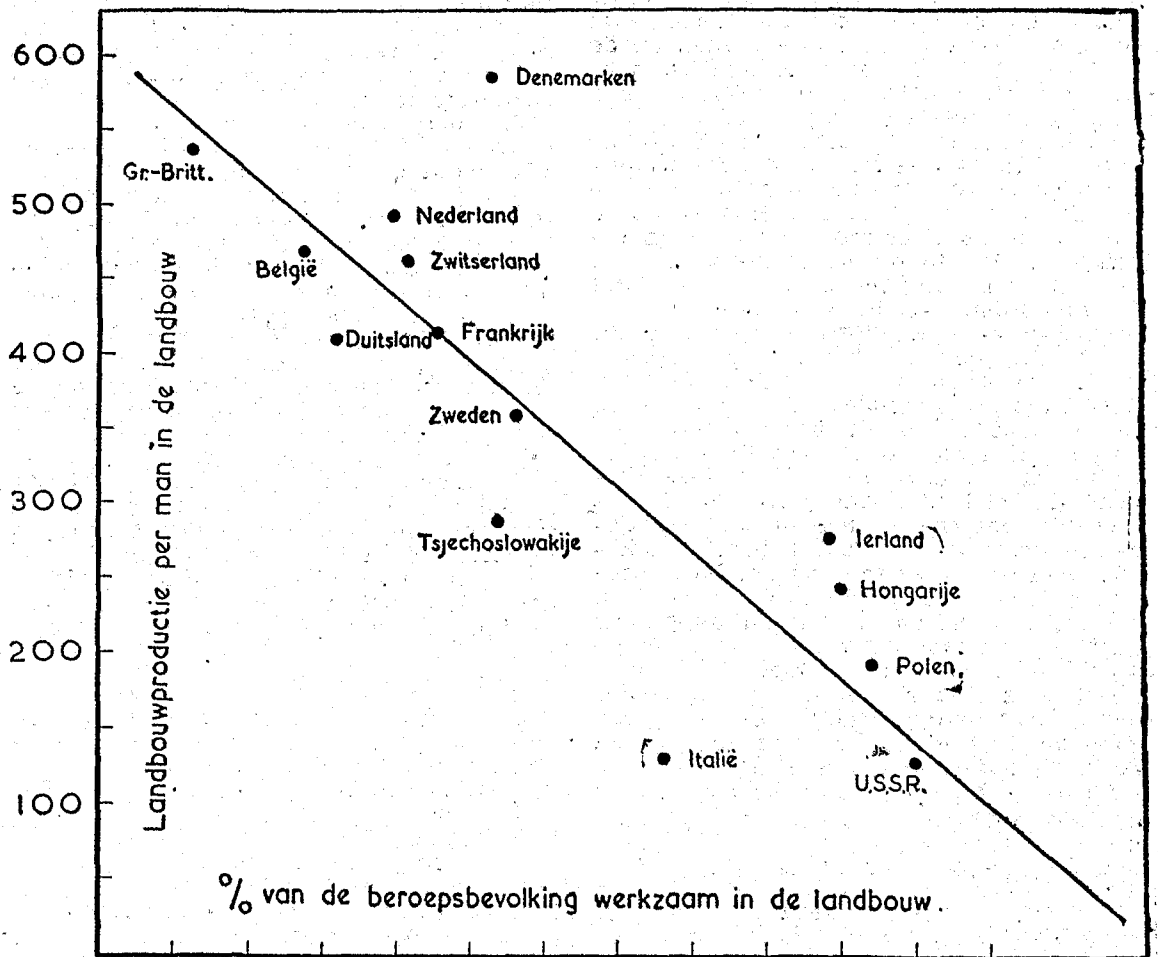 600
Denemarken
Gr.-Britt.
500
Nederland
België
Zwitserland
400
Duitsland
Frankrijk
Zweden
300
Tsjechoslowakije
Ierland
Hongarije
200
Polen
Italië
U.S.S.R.
100
Landbouwproductie per man in de landbouw
% van de beroepsbevolking werkzaam in de landbouw.